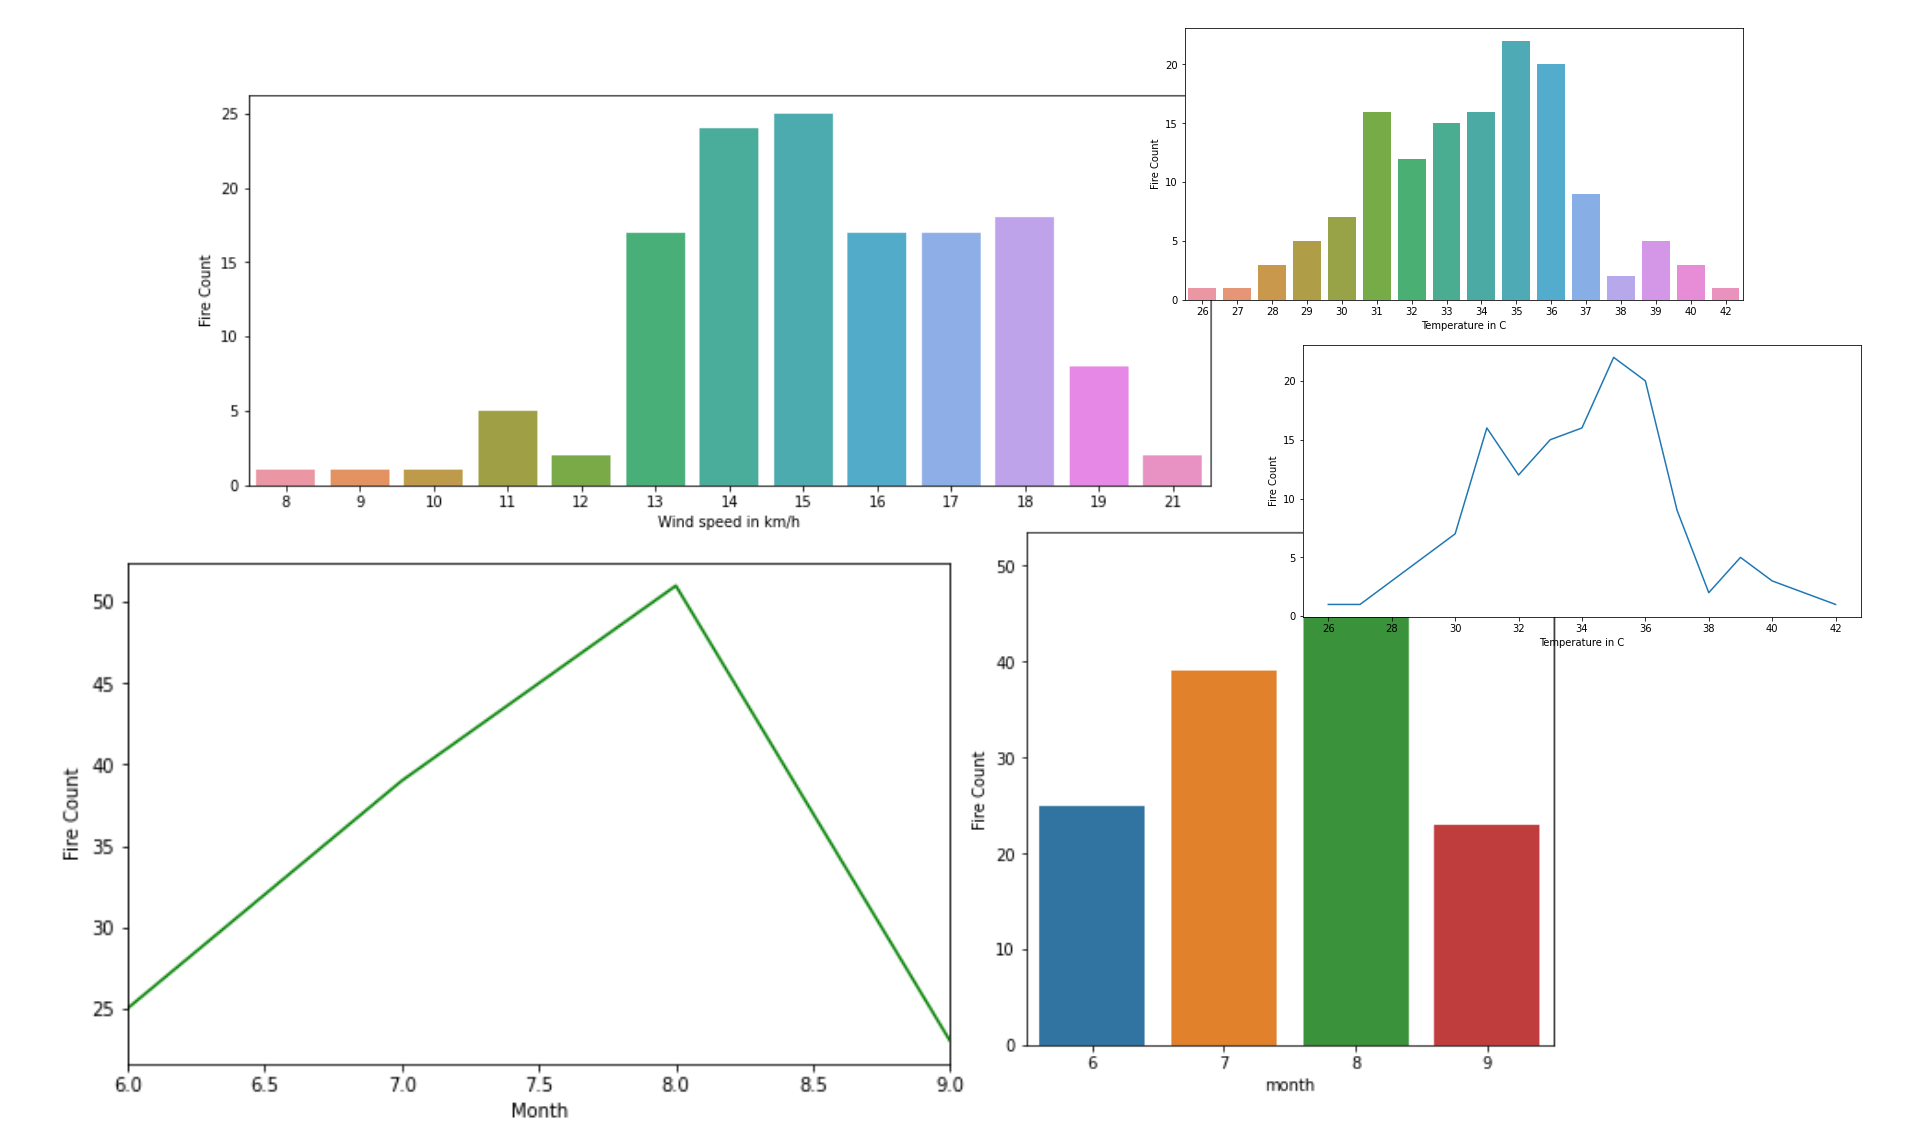 25
20
15
10
5
0
Fire Count
8 9 10 11 12 13 14 15 16 17 18 19 21
Wind speed in km/h
20
15
10
5
0
Fire Count
26 27 28 29 30 31 32 33 34 35 36 37 38 39 40 42
Temperature in C
20
15
10
5
0
Fire Count
26 28 30 32 34 36 38 40 42
Temperature in C
50
45
40
35
30
25
Fire Count
6.0 6.5 7.0 7.5 8.0 8.5 9.0
Month
50
40
30
20
10
0
Fire Count
6 7 8 9
month